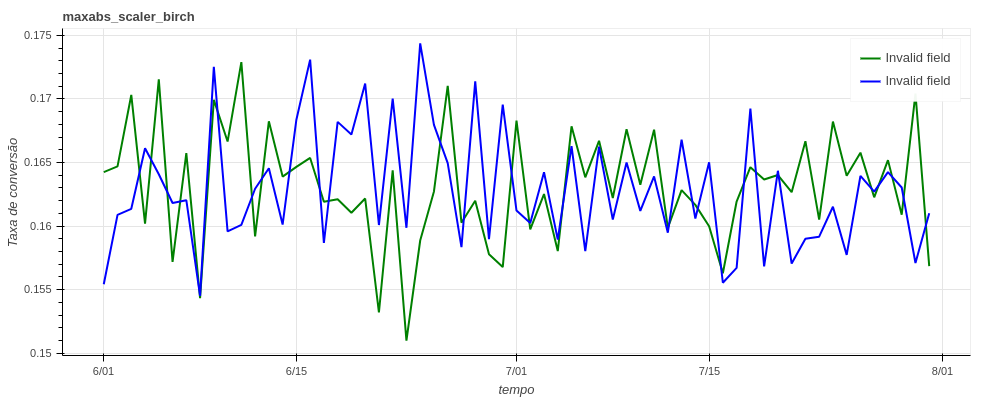 maxabs_scaler_birch
0.175
0.17
0.165
0.16
0.155
0.15
Taxa de conversão
Invalid field
Invalid field
6/01
6/15
7/01
7/15
8/01
tempo